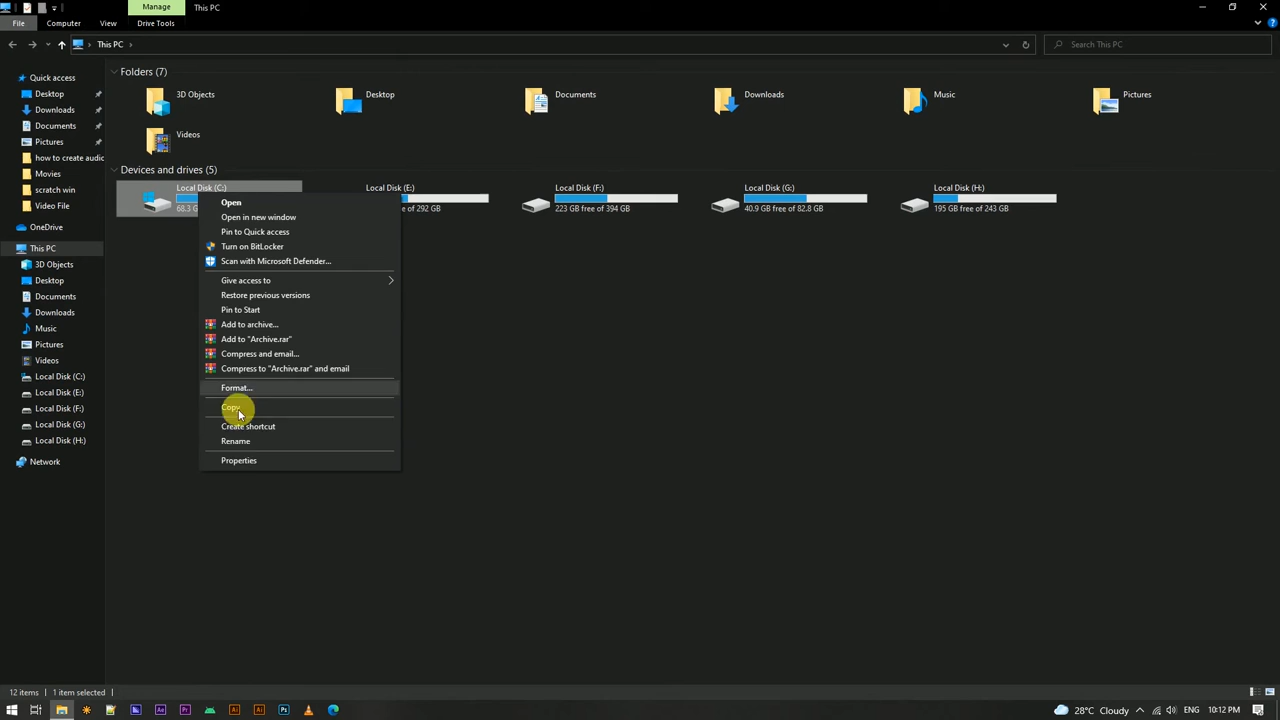 Manage
This PC
File
Computer
View
Drive Tools
This PC
Search This PC
Quick access
Desktop
Downloads
Documents
Pictures
how to create audio
Movies
scratch win
Video File
OneDrive
This PC
3D Objects
Desktop
Documents
Downloads
Music
Pictures
Videos
Local Disk (C:)
Local Disk (E:)
Local Disk (F:)
Local Disk (G:)
Local Disk (H:)
Network
Folders (7)
3D Objects
Desktop
Documents
Downloads
Music
Pictures
Videos
Devices and drives (5)
Local Disk (C:)
68.3 G
Local Disk (E:)
e of 292 GB
Local Disk (F:)
223 GB free of 394 GB
Local Disk (G:)
40.9 GB free of 82.8 GB
Local Disk (H:)
195 GB free of 243 GB
Open
Open in new window
Pin to Quick access
Turn on BitLocker
Scan with Microsoft Defender...
Give access to
Restore previous versions
Pin to Start
Add to archive...
Add to "Archive.rar"
Compress and email...
Compress to "Archive.rar" and email
Format...
Copy
Create shortcut
Rename
Properties
12 items
1 item selected
28°C Cloudy
ENG
10:12 PM